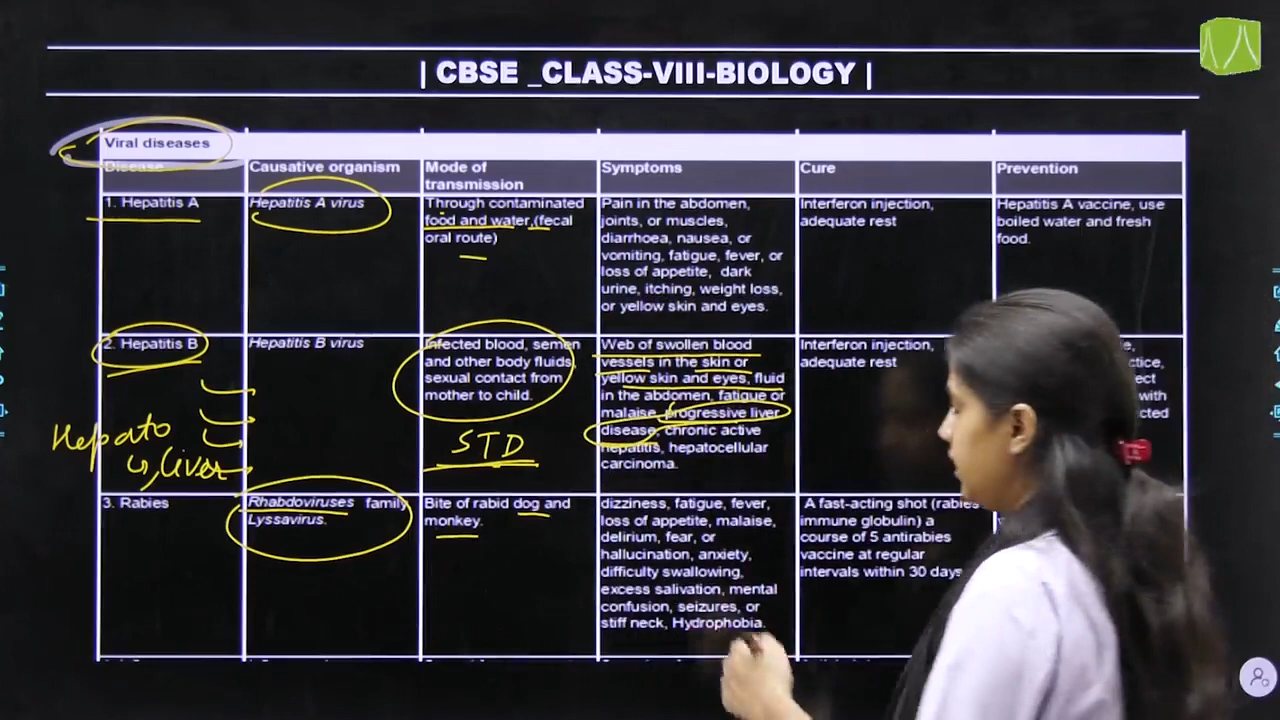 | CBSE _CLASS-VIII-BIOLOGY |
Viral diseases
Disease
Causative organism
Mode of
transmission
Symptoms
Cure
Prevention
1. Hepatitis A
Hepatitis A virus
Through contaminated
food and water,(fecal
oral route)
Pain in the abdomen,
joints, or muscles,
diarrhoea, nausea, or
vomiting, fatigue, fever, or
loss of appetite, dark
urine, itching, weight loss,
or yellow skin and eyes.
Interferon injection,
adequate rest
Hepatitis A vaccine, use
boiled water and fresh
food.
2. Hepatitis B
Hepatitis B virus
Infected blood, semen
and other body fluids,
sexual contact from
mother to child.
STD
Web of swollen blood
vessels in the skin or
yellow skin and eyes, fluid
in the abdomen, fatigue or
malaise, progressive liver
disease, chronic active
hepatitis, hepatocellular
carcinoma.
Interferon injection,
adequate rest
with
Hepato
↳ Liver
3. Rabies
Rhabdoviruses family
Lyssavirus.
Bite of rabid dog and
monkey.
dizziness, fatigue, fever,
loss of appetite, malaise,
delirium, fear, or
hallucination, anxiety,
difficulty swallowing,
excess salivation, mental
confusion, seizures, or
stiff neck, Hydrophobia.
A fast-acting shot (rabies
immune globulin) a
course of 5 antirabies
vaccine at regular
intervals within 30 days